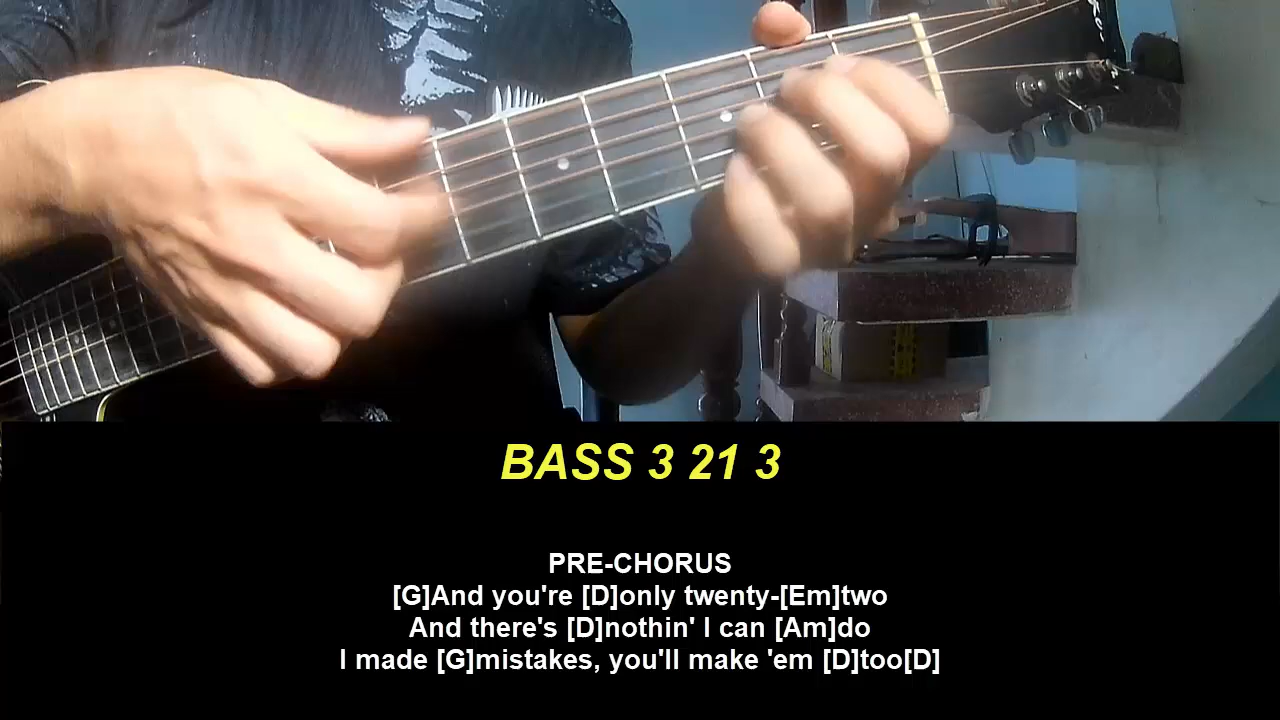 BASS 3 21 3
PRE-CHORUS
[G]And you're [D]only twenty-[Em]two
And there's [D]nothin' I can [Am]do
I made [G]mistakes, you'll make 'em [D]too[D]